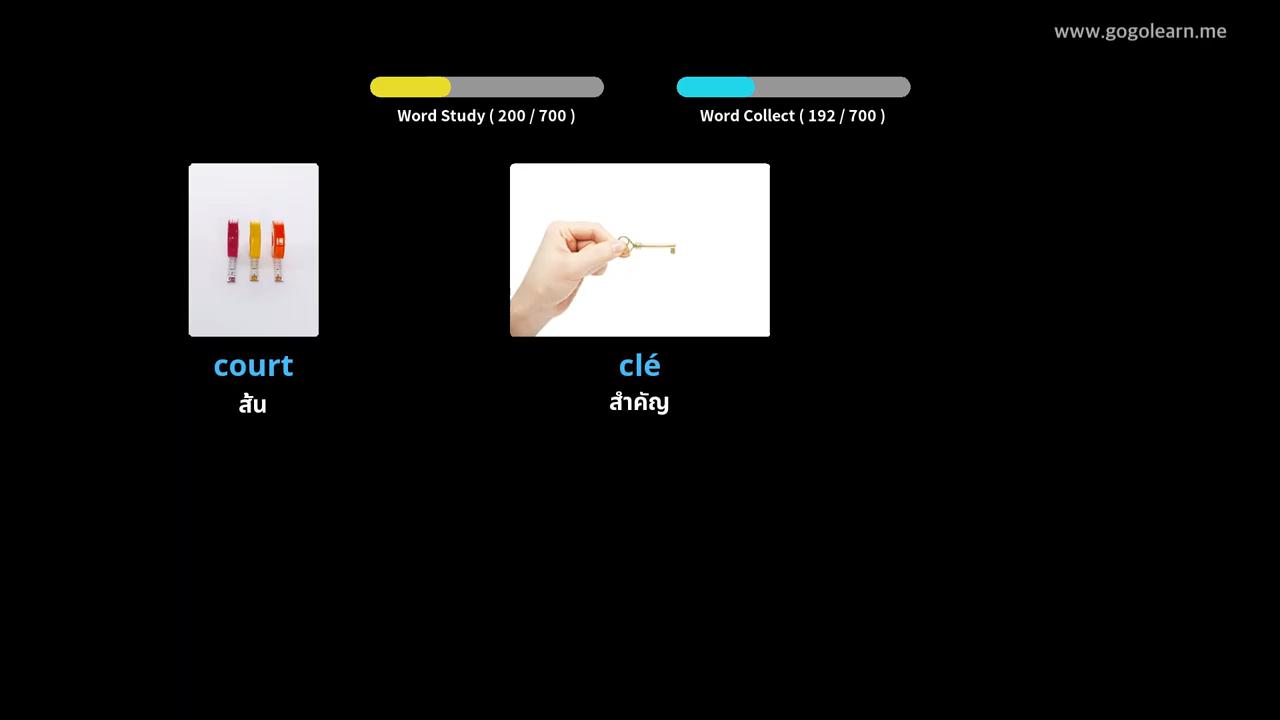 www.gogolearn.me
Word Study ( 200 / 700 )
Word Collect ( 192 / 700 )
court
สั้น
clé
สำคัญ